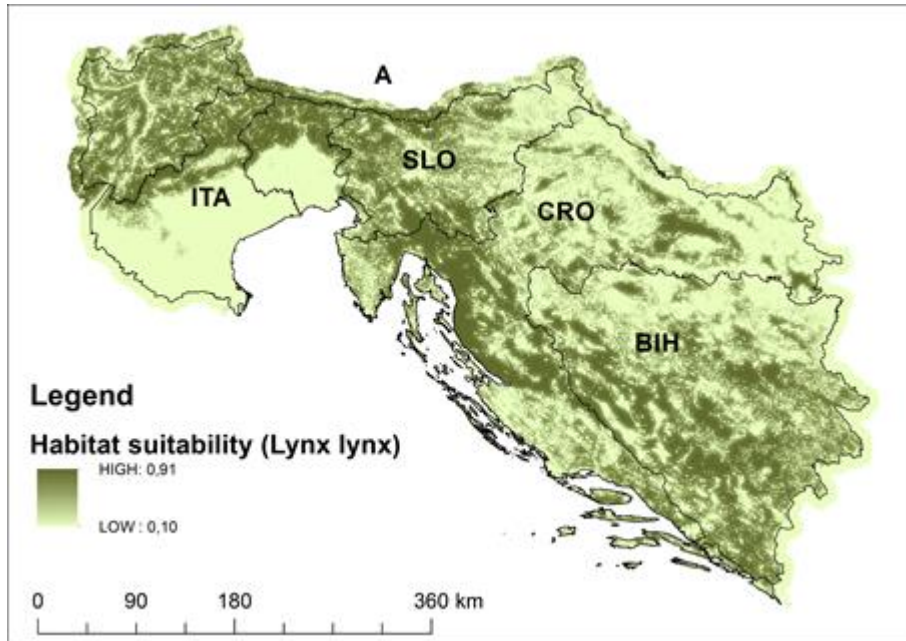 A
SLO
ITA
CRO
BIH
Legend
Habitat suitability (Lynx lynx)
HIGH: 0,91
LOW : 0,10
0 90 180 360 km